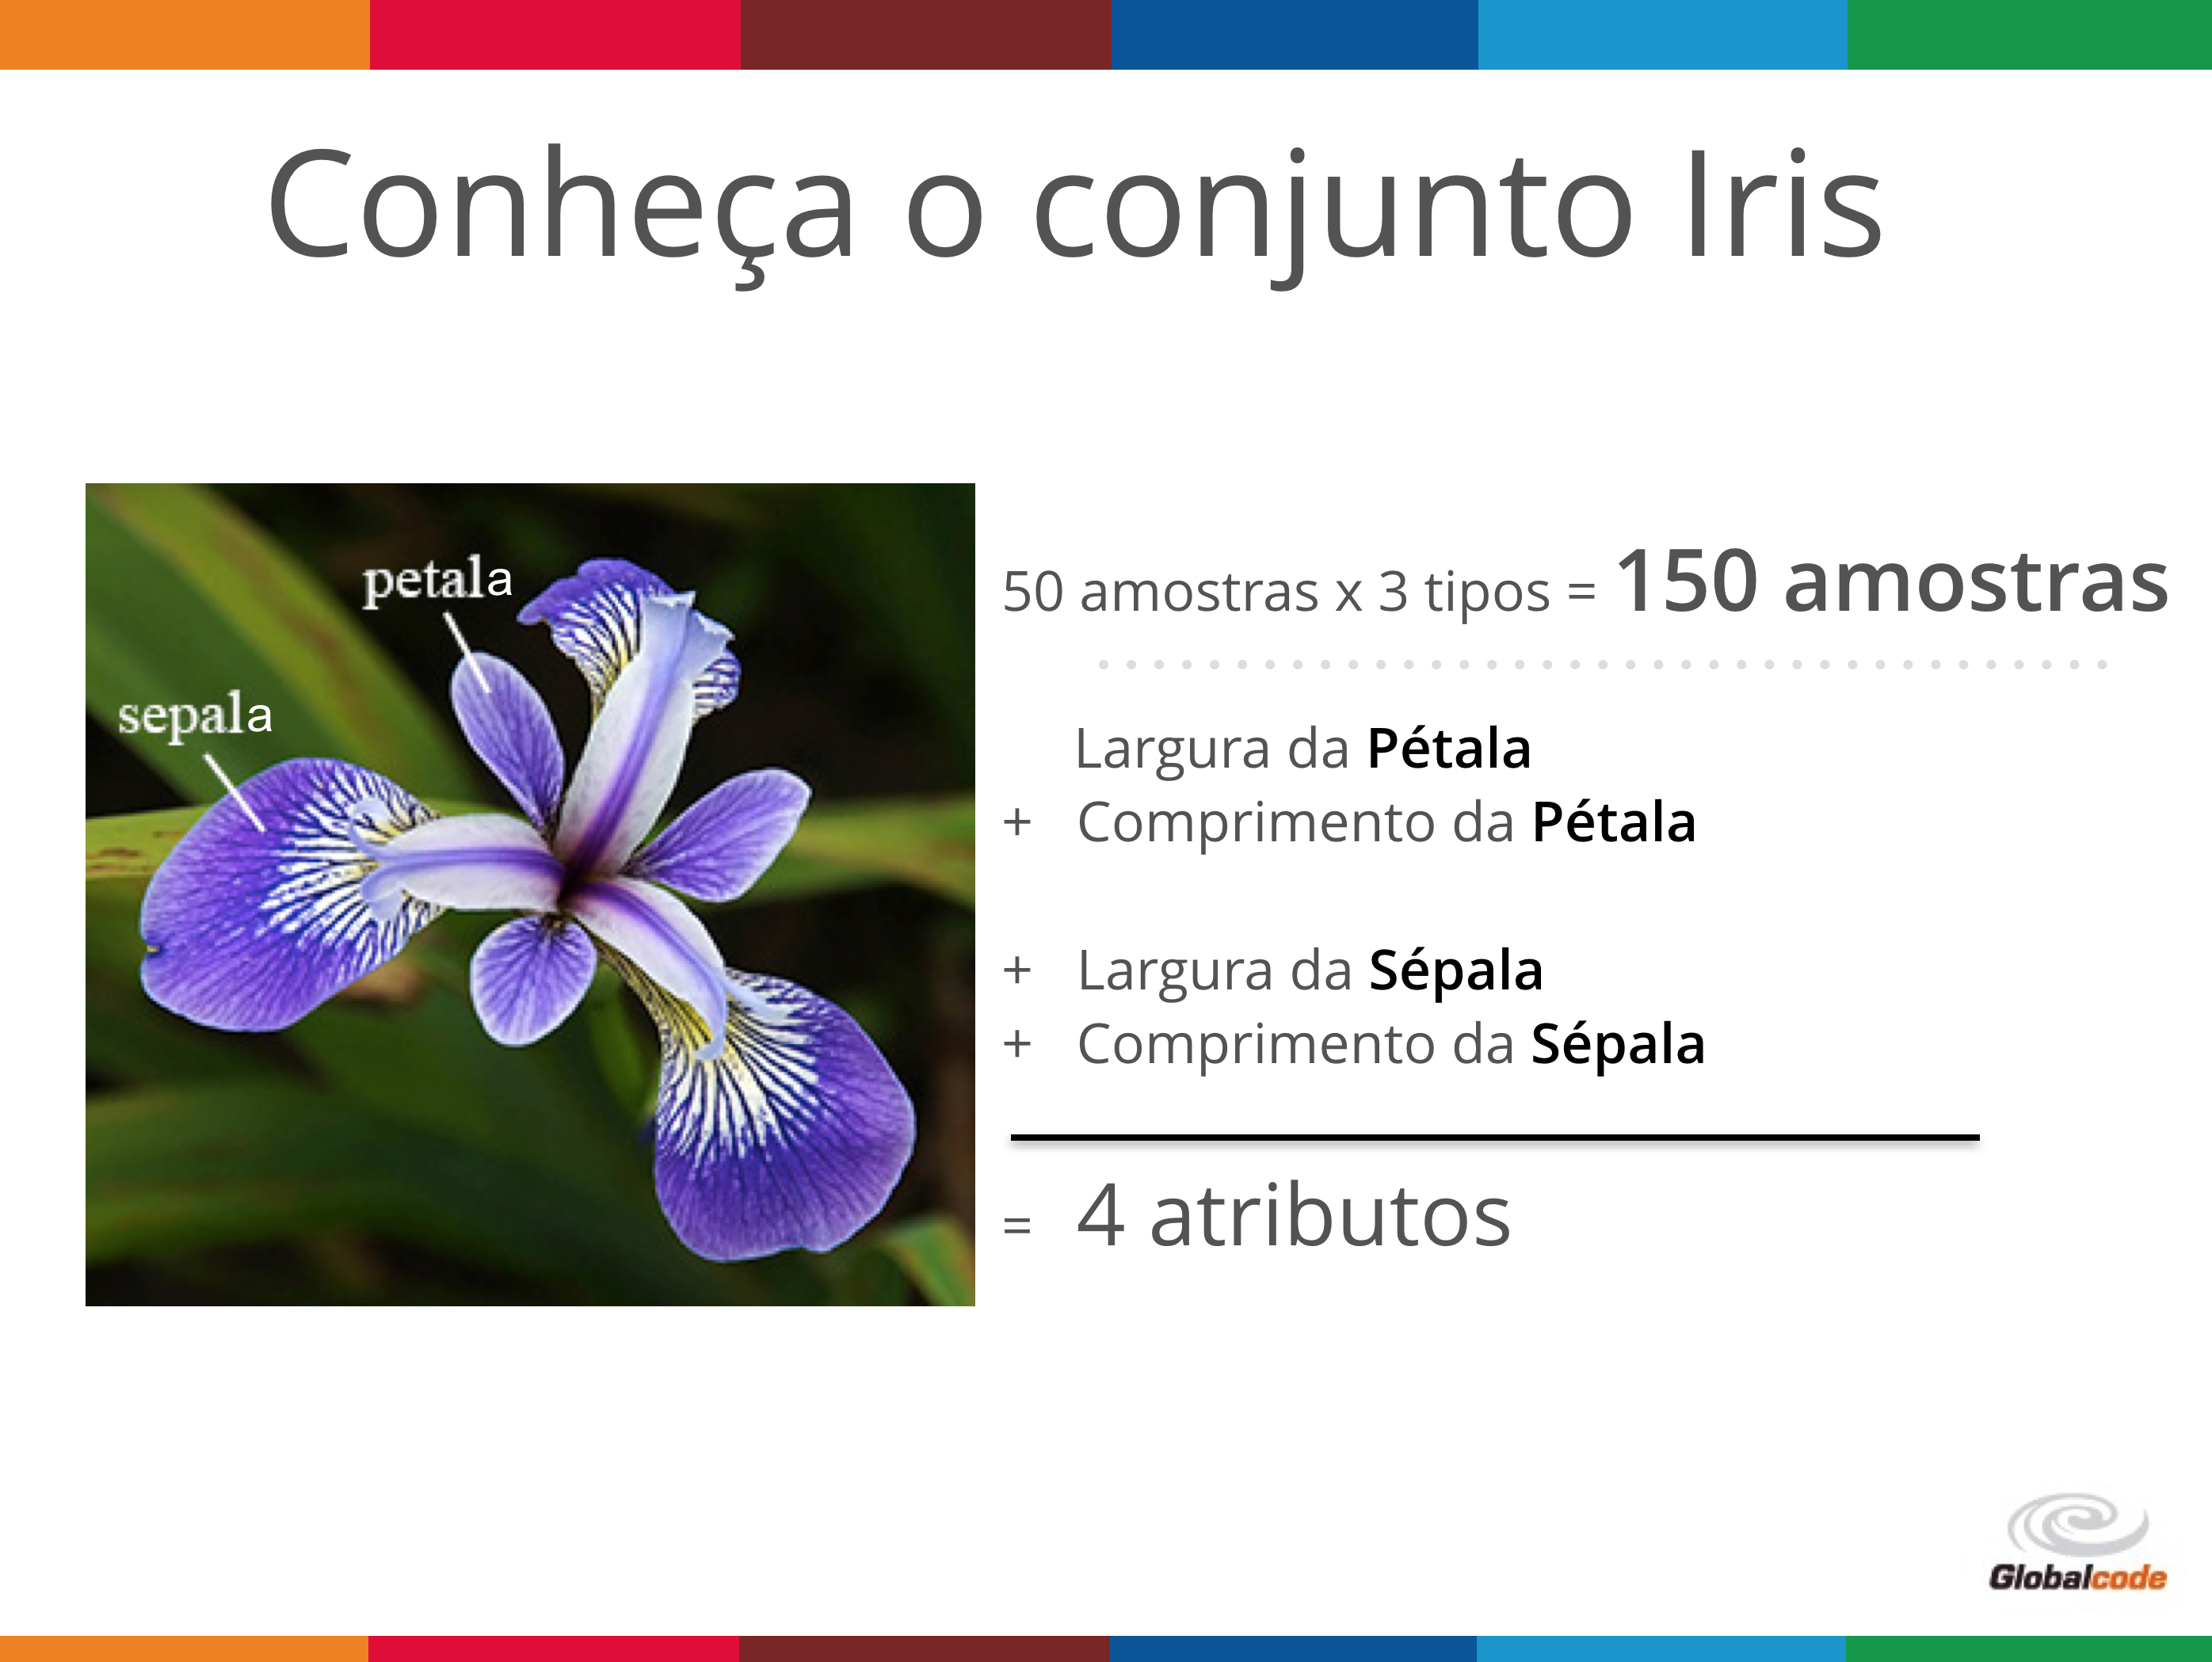 Conheça o conjunto Iris
petala
sepala
50 amostras x 3 tipos = 150 amostras
Largura da Pétala
+ Comprimento da Pétala
+ Largura da Sépala
+ Comprimento da Sépala
= 4 atributos
Globalcode